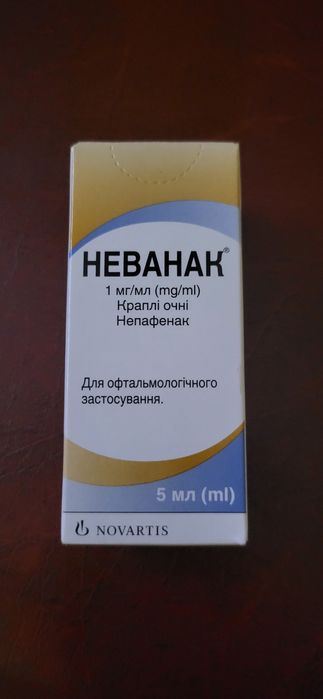 НЕВАНАК®
1 мг/мл (mg/ml)
Краплі очні
Непафенак
Для офтальмологічного
застосування.
5 мл (ml)
NOVARTIS